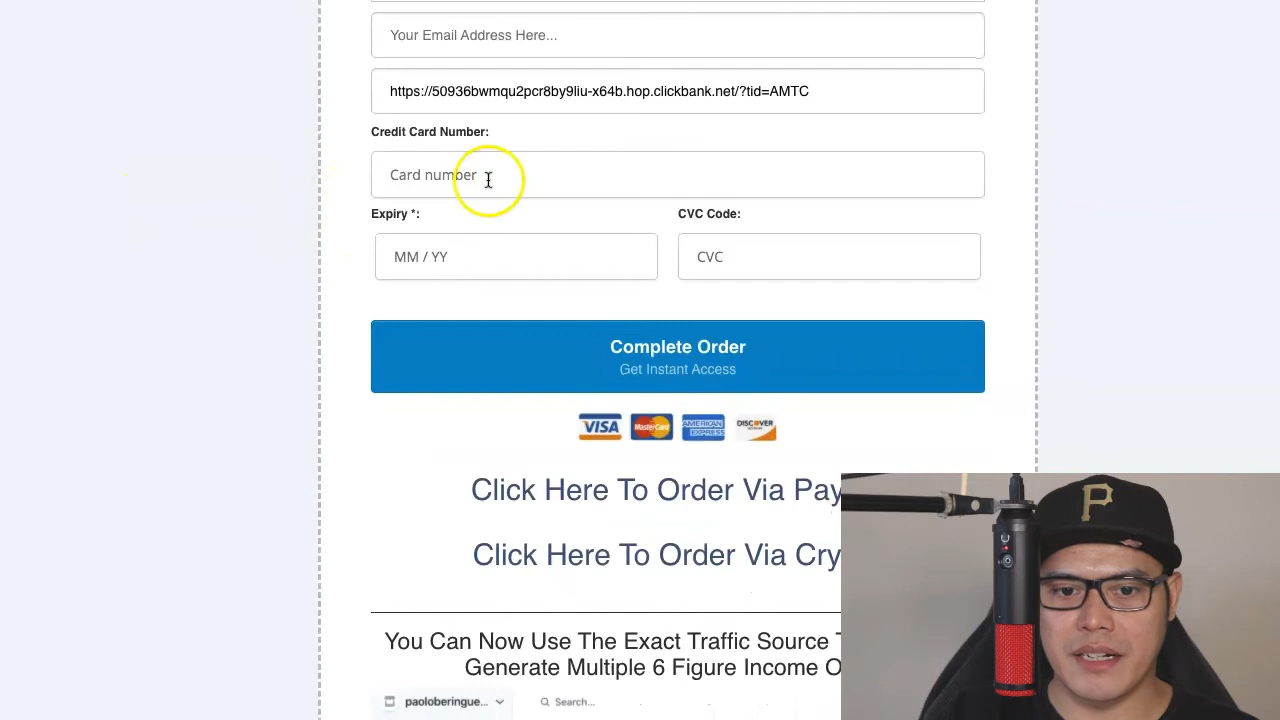 Your Email Address Here...
https://50936bwmqu2pcr8by9liu-x64b.hop.clickbank.net/?tid=AMTC
Credit Card Number:
Card number
Expiry *:
CVC Code:
MM / YY
CVC
Complete Order
Get Instant Access
VISA
MasterCard
AMERICAN EXPRESS
DISCOVER
Click Here To Order Via Pay
Click Here To Order Via Cry
You Can Now Use The Exact Traffic Source T
Generate Multiple 6 Figure Income O
paoloberingue...
Search...
P